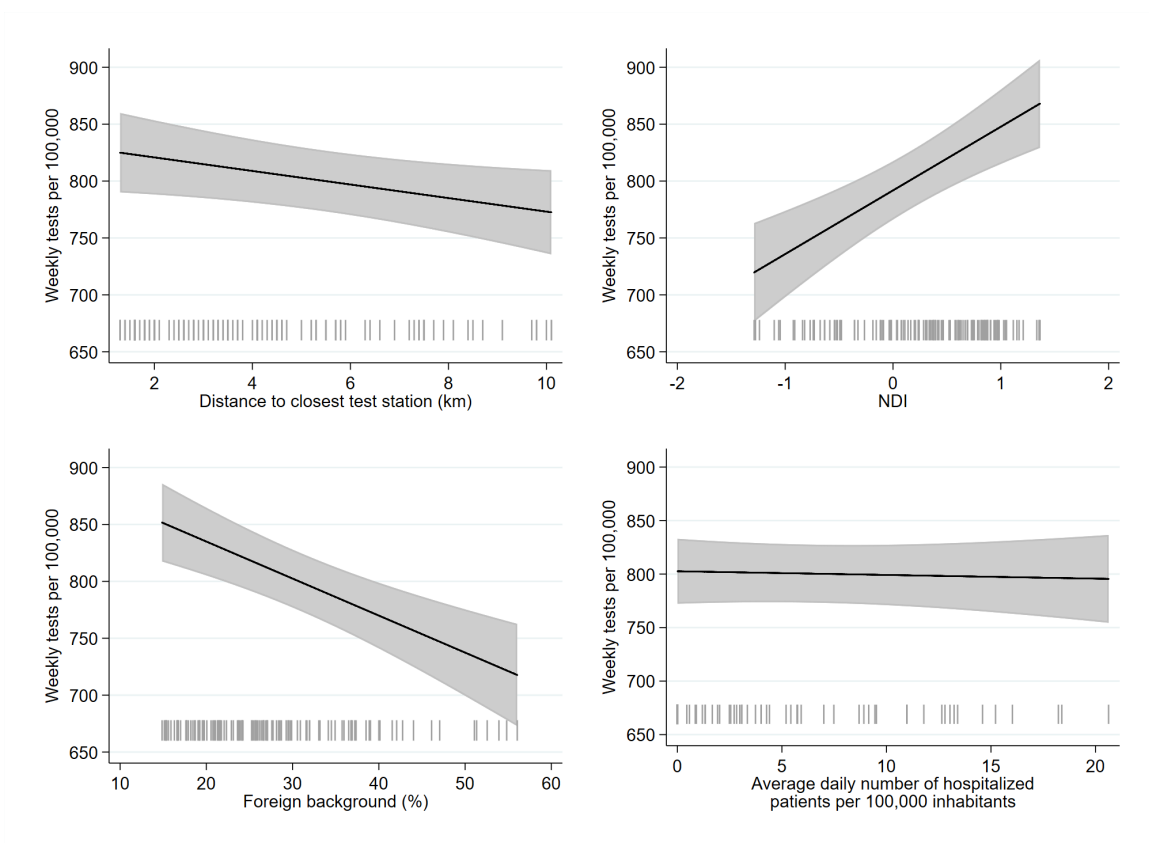 900
850
800
750
700
650
Weekly tests per 100,000
2 4 6 8 10
Distance to closest test station (km)
900
850
800
750
700
650
Weekly tests per 100,000
-2 -1 0 1 2
NDI
900
850
800
750
700
650
Weekly tests per 100,000
10 20 30 40 50 60
Foreign background (%)
900
850
800
750
700
650
Weekly tests per 100,000
0 5 10 15 20
Average daily number of hospitalized
patients per 100,000 inhabitants